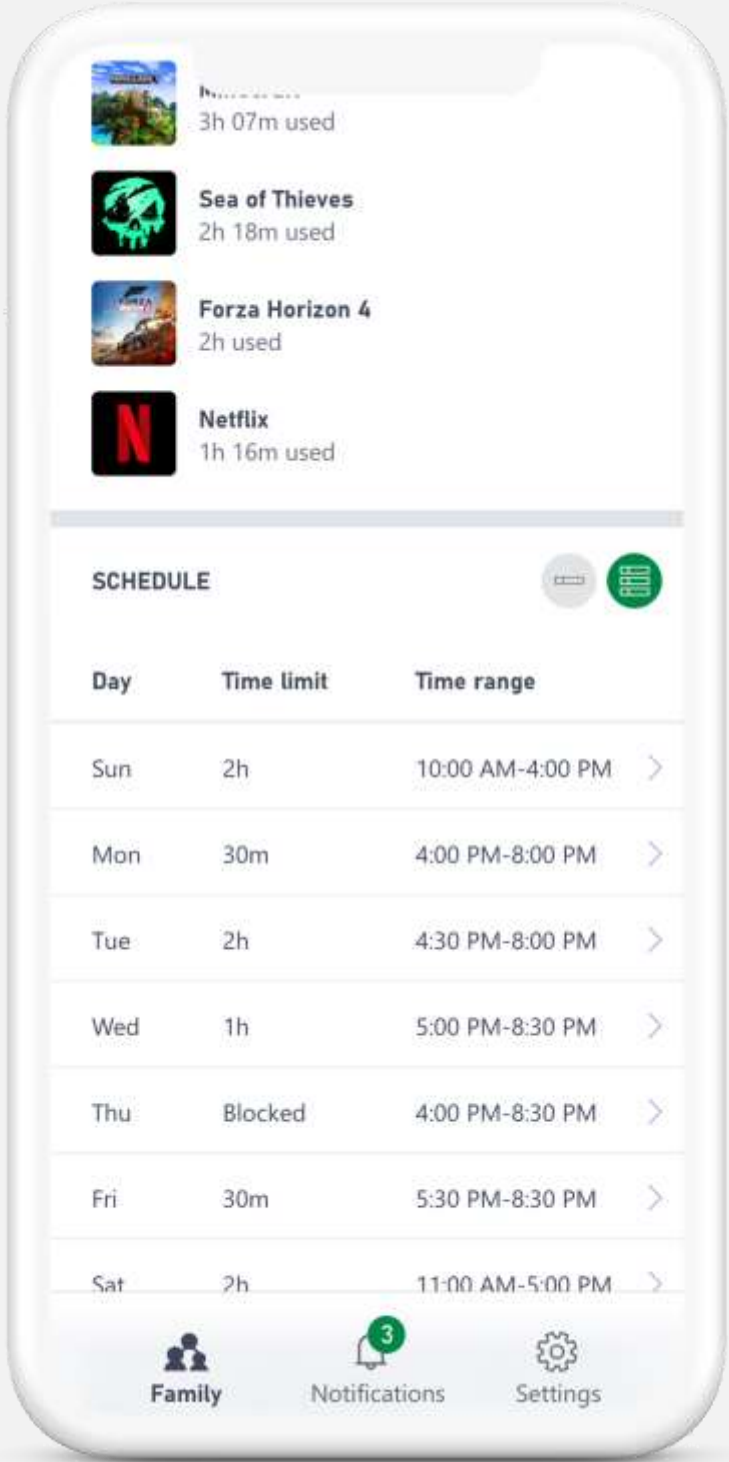 3h 07m used
Sea of Thieves
2h 18m used
FORZA
Forza Horizon 4
2h used
N
Netflix
1h 16m used
SCHEDULE
Day Time limit Time range
Sun 2h 10:00 AM-4:00 PM
Mon 30m 4:00 PM-8:00 PM
Tue 2h 4:30 PM-8:00 PM
Wed 1h 5:00 PM-8:30 PM
Thu Blocked 4:00 PM-8:30 PM
Fri 30m 5:30 PM-8:30 PM
Sat 2h 11:00 AM-5:00 PM
3
Family Notifications Settings